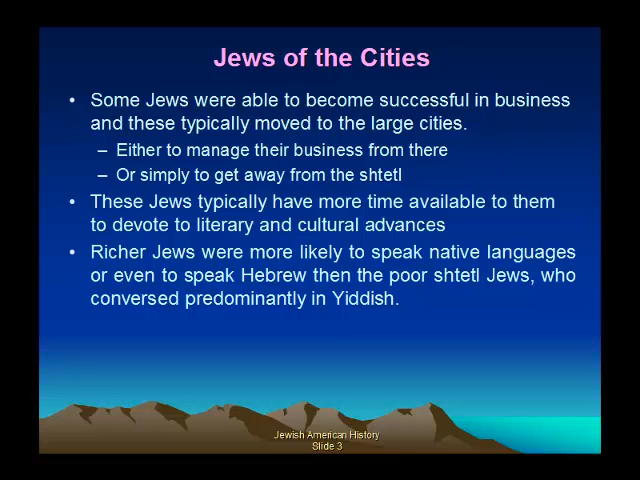 Jews of the Cities
• Some Jews were able to become successful in business
and these typically moved to the large cities.
– Either to manage their business from there
– Or simply to get away from the shtetl
• These Jews typically have more time available to them
to devote to literary and cultural advances
• Richer Jews were more likely to speak native languages
or even to speak Hebrew then the poor shtetl Jews, who
conversed predominantly in Yiddish.
Jewish American History
Slide 3